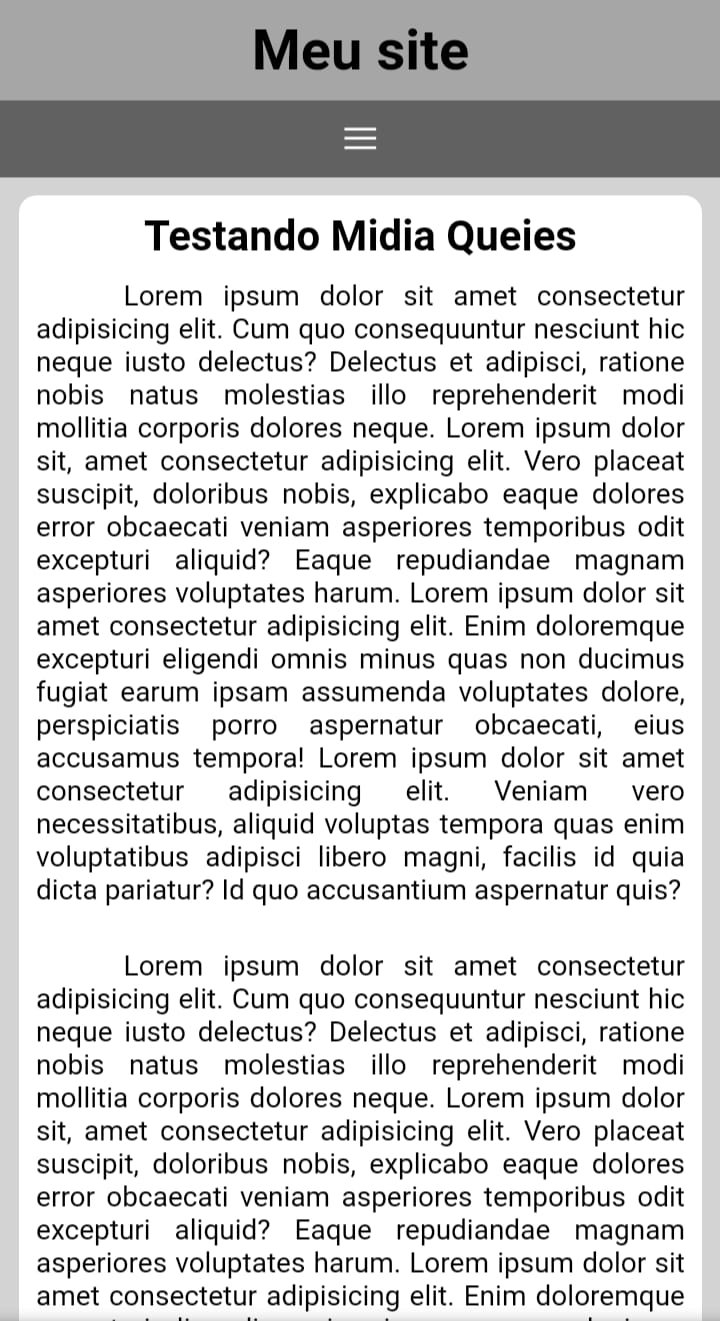 Meu site
Testando Midia Queies
Lorem ipsum dolor sit amet consectetur
adipisicing elit. Cum quo consequuntur nesciunt hic
neque iusto delectus? Delectus et adipisci, ratione
nobis natus molestias illo reprehenderit modi
mollitia corporis dolores neque. Lorem ipsum dolor
sit, amet consectetur adipisicing elit. Vero placeat
suscipit, doloribus nobis, explicabo eaque dolores
error obcaecati veniam asperiores temporibus odit
excepturi aliquid? Eaque repudiandae magnam
asperiores voluptates harum. Lorem ipsum dolor sit
amet consectetur adipisicing elit. Enim doloremque
excepturi eligendi omnis minus quas non ducimus
fugiat earum ipsam assumenda voluptates dolore,
perspiciatis porro aspernatur obcaecati, eius
accusamus tempora! Lorem ipsum dolor sit amet
consectetur adipisicing elit. Veniam vero
necessitatibus, aliquid voluptas tempora quas enim
voluptatibus adipisci libero magni, facilis id quia
dicta pariatur? Id quo accusantium aspernatur quis?
Lorem ipsum dolor sit amet consectetur
adipisicing elit. Cum quo consequuntur nesciunt hic
neque iusto delectus? Delectus et adipisci, ratione
nobis natus molestias illo reprehenderit modi
mollitia corporis dolores neque. Lorem ipsum dolor
sit, amet consectetur adipisicing elit. Vero placeat
suscipit, doloribus nobis, explicabo eaque dolores
error obcaecati veniam asperiores temporibus odit
excepturi aliquid? Eaque repudiandae magnam
asperiores voluptates harum. Lorem ipsum dolor sit
amet consectetur adipisicing elit. Enim doloremque